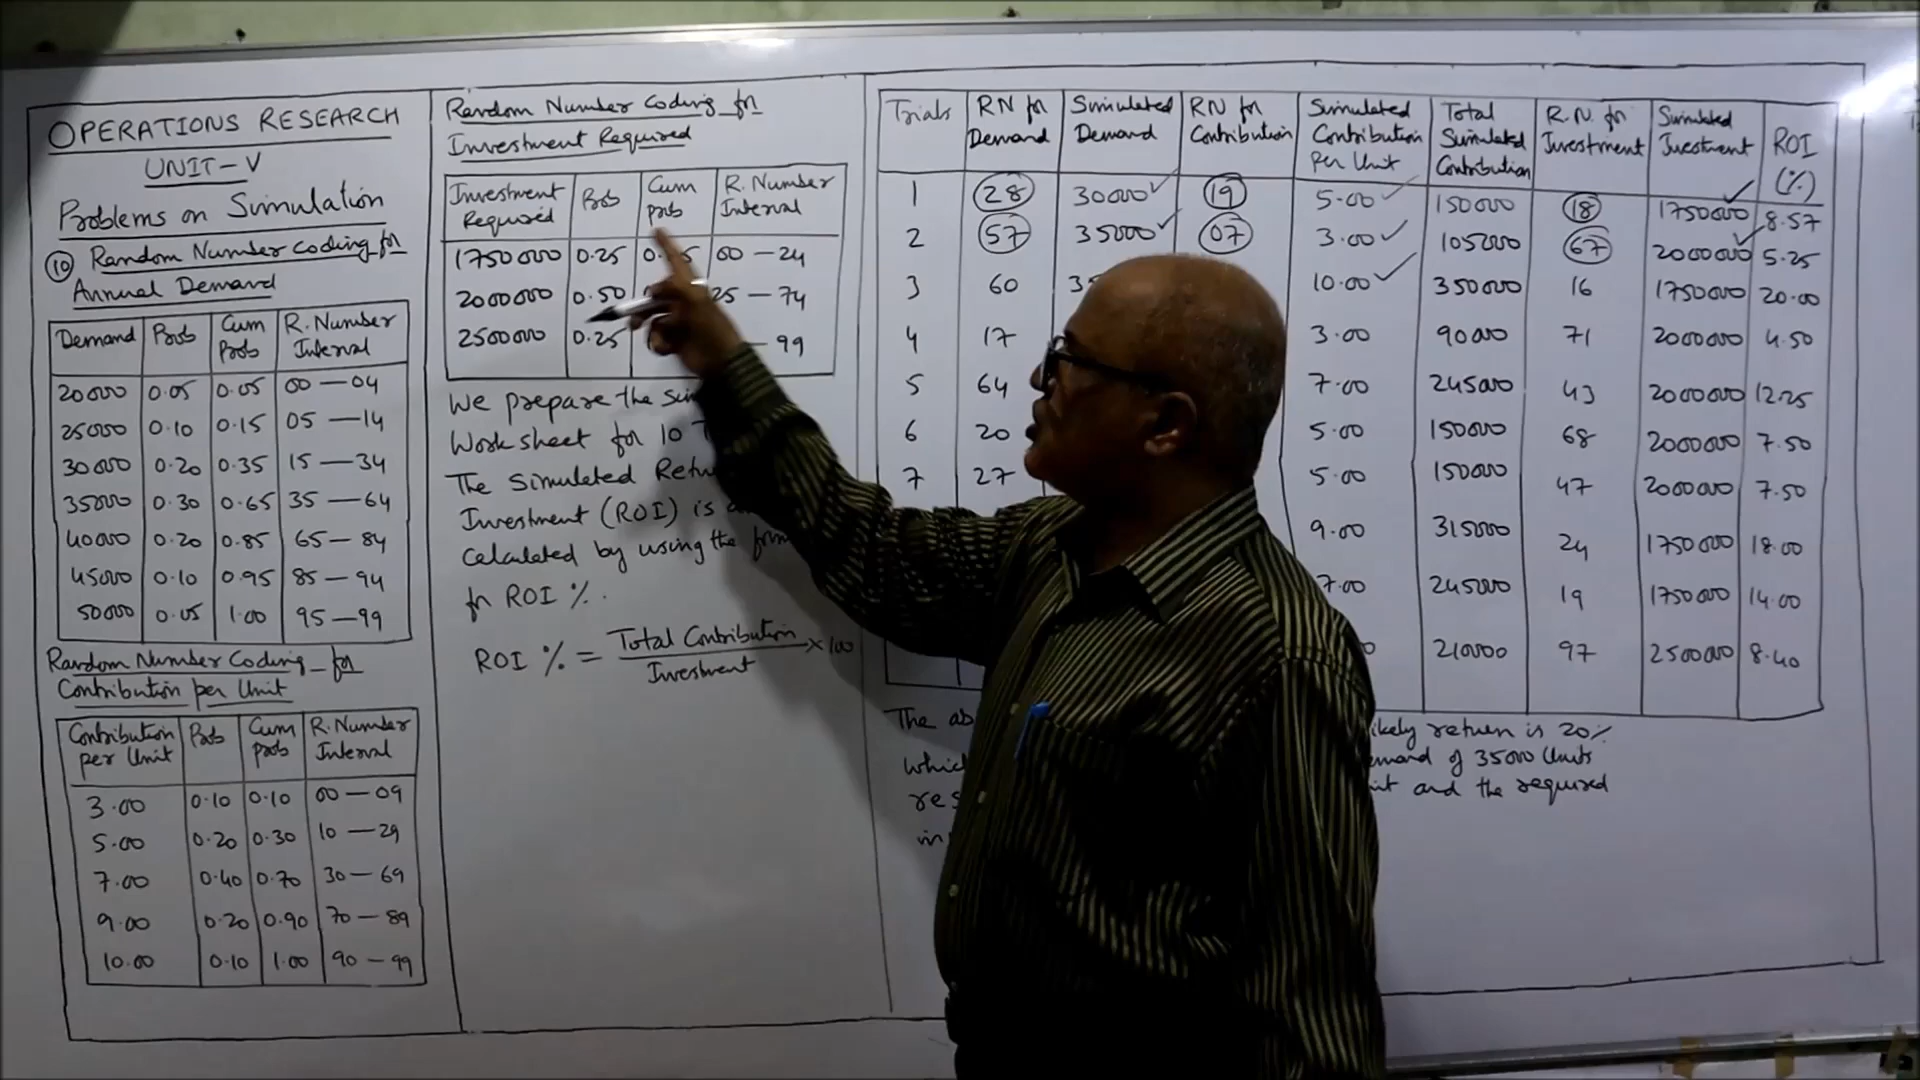 OPERATIONS RESEARCH
UNIT-V
Problems on Simulation
10 Random Number Coding for
Annual Demand
Demand Prob Cum Prob R. Number Interval
20000 0.05 0.05 00 — 04
25000 0.10 0.15 05 — 14
30000 0.20 0.35 15 — 34
35000 0.30 0.65 35 — 64
40000 0.20 0.85 65 — 84
45000 0.10 0.95 85 — 94
50000 0.05 1.00 95 — 99
Random Number Coding for
Contribution per Unit
Contribution per Unit Prob Cum prob R. Number Interval
3.00 0.10 0.10 00 — 09
5.00 0.20 0.30 10 — 29
7.00 0.40 0.70 30 — 69
9.00 0.20 0.90 70 — 89
10.00 0.10 1.00 90 — 99
Random Number Coding for
Investment Required
Investment Required Prob Cum prob R. Number Interval
1750000 0.25 00 — 24
2000000 0.50 25 — 74
2500000 0.25 — 99
We prepare the
Worksheet for 10
The Simulated
Investment (ROI) is
Calculated by using the
for ROI %.
ROI % = Total Contribution / Investment × 100
Trials RN for Demand Simulated Demand RN for Contribution Simulated Contribution Per Unit Total Simulated Contribution R.N. for Investment Simulated Investment ROI (%)
1 28 30000 19 5.00 150000 18 1750000 8.57
2 57 35000 07 3.00 105000 67 2000000 5.25
3 60 10.00 350000 16 1750000 20.00
4 17 3.00 90000 71 2000000 4.50
5 64 7.00 245000 43 2000000 12.25
6 20 5.00 150000 68 2000000 7.50
7 27 5.00 150000 47 2000000 7.50
9.00 315000 24 1750000 18.00
7.00 245000 19 1750000 14.00
210000 97 2500000 8.40
The likely return is 20%
which of 35000 Units
and the required